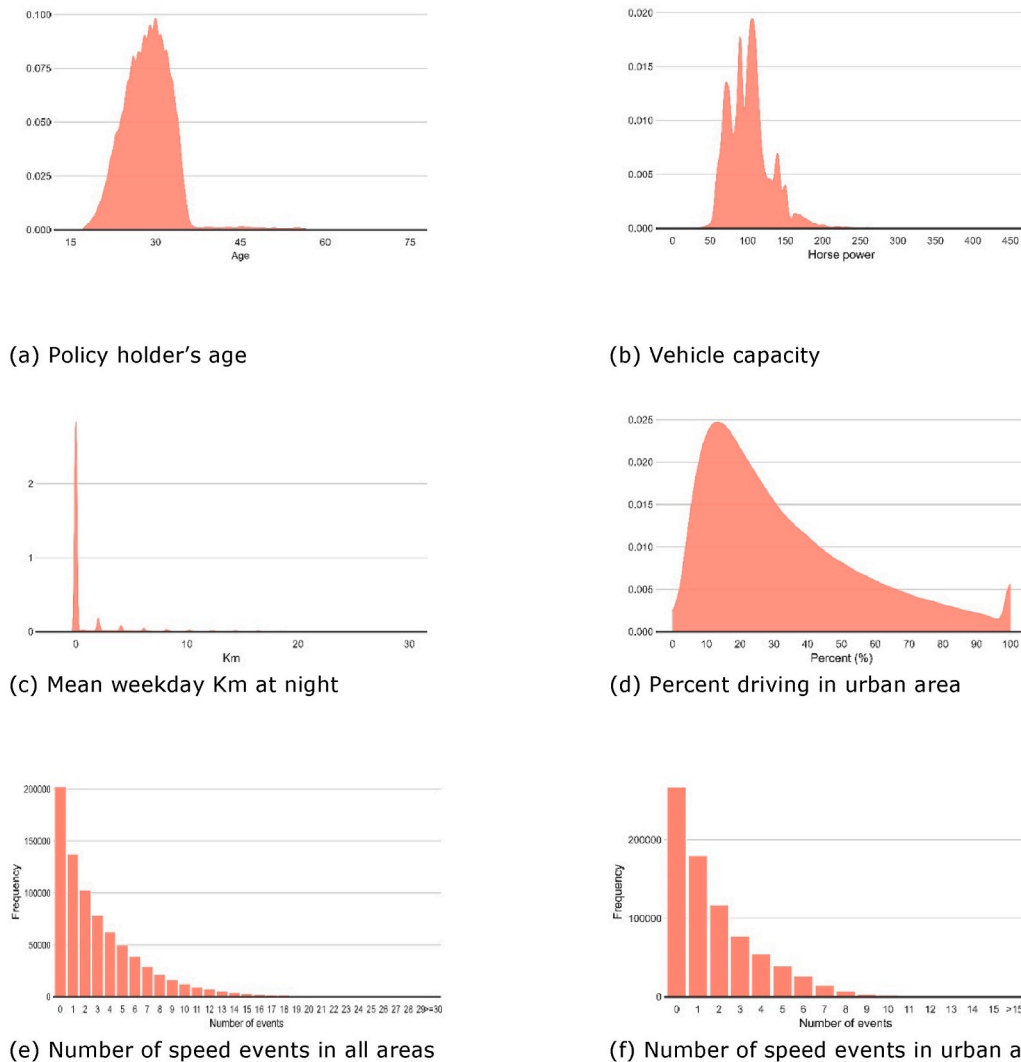 0.100
0.075
0.050
0.025
0.000
15 30 45 60 75
Age
(a) Policy holder's age
0.020
0.015
0.010
0.005
0.000
0 50 100 150 200 250 300 350 400 450
Horse power
(b) Vehicle capacity
2
1
0
0 10 20 30
Km
(c) Mean weekday Km at night
0.025
0.020
0.015
0.010
0.005
0.000
0 10 20 30 40 50 60 70 80 90 100
Percent (%)
(d) Percent driving in urban area
200000
150000
100000
50000
0
Frequency
0 1 2 3 4 5 6 7 8 9 10 11 12 13 14 15 16 17 18 19 20 21 22 23 24 25 26 27 28 29>=30
Number of events
(e) Number of speed events in all areas
200000
100000
0
Frequency
0 1 2 3 4 5 6 7 8 9 10 11 12 13 14 15 >15
Number of events
(f) Number of speed events in urban a